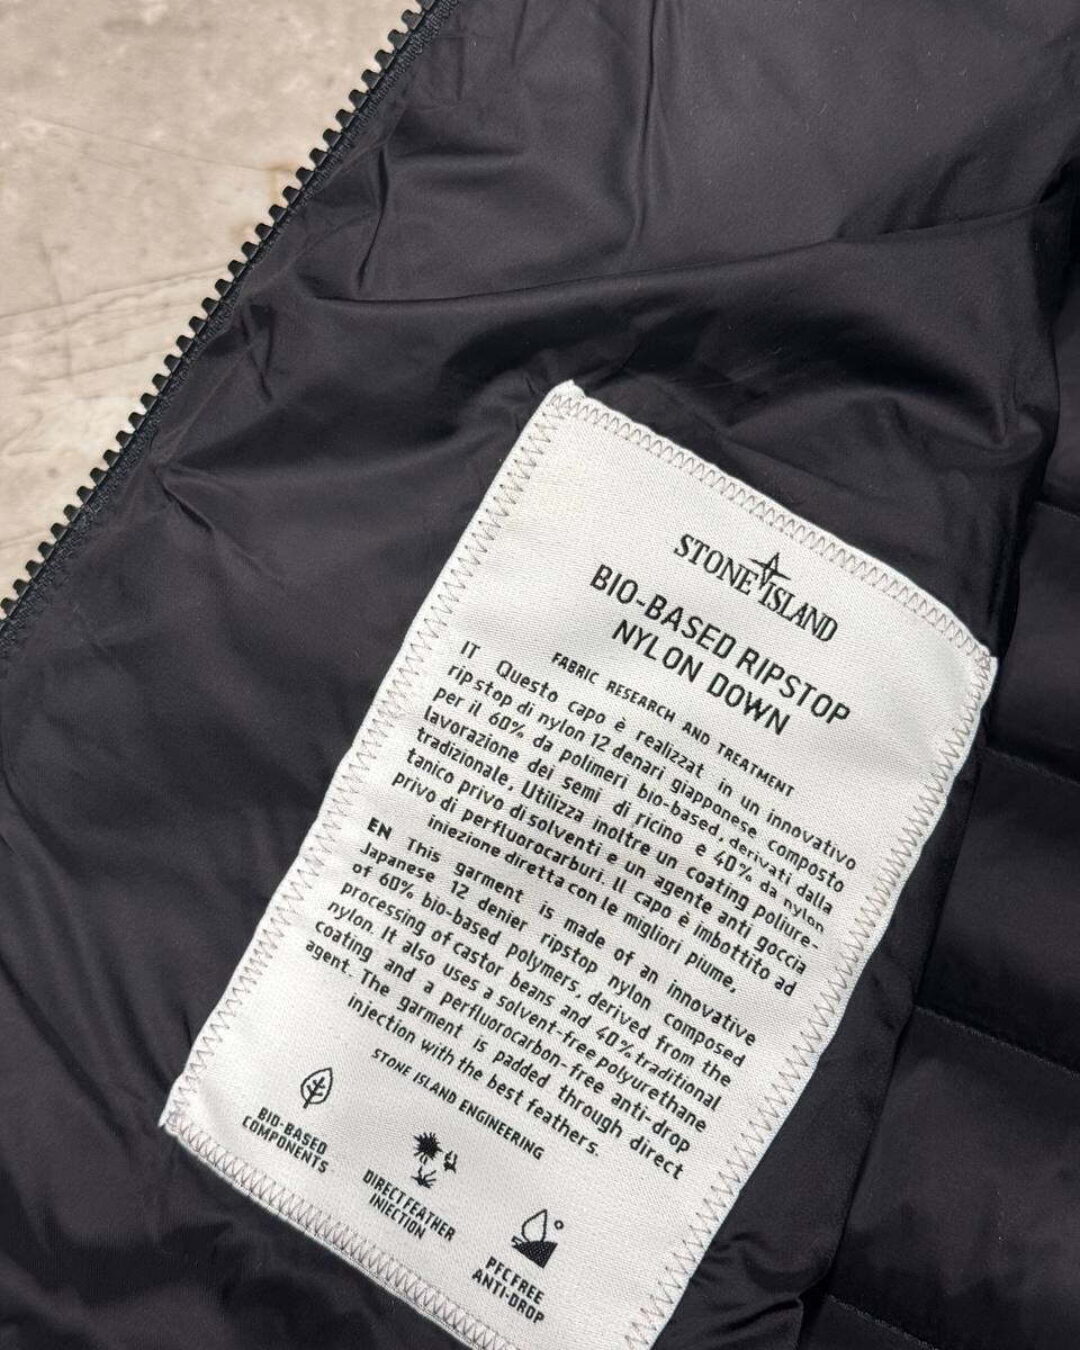 STONE ISLAND
BIO-BASED RIPSTOP
NYLON DOWN
FABRIC RESEARCH AND TREATMENT
IT Questo capo è realizzat in un innovativo
ripstop di nylon 12 denari giapponese composto
per il 60% da polimeri bio-based, derivati dalla
lavorazione dei semi di ricino e 40% da nylon
tradizionale, Utilizza inoltre un coating poliure-
tanico privo di solventi e un agente anti goccia
privo di perfluorocarburi. Il capo è imbottito ad
iniezione diretta con le migliori piume,
EN This garment is made of an innovative
Japanese 12 denier ripstop nylon composed
of 60% bio-based polymers, derived from the
processing of castor beans and 40% traditional
nylon. It also uses a solvent-free polyurethane
coating and a perfluorocarbon-free anti-drop
agent. The garment is padded through direct
injection with the best feathers.
STONE ISLAND ENGINEERING
BIO-BASED
COMPONENTS
DIRECT FEATHER
INJECTION
PFC FREE
ANTI-DROP